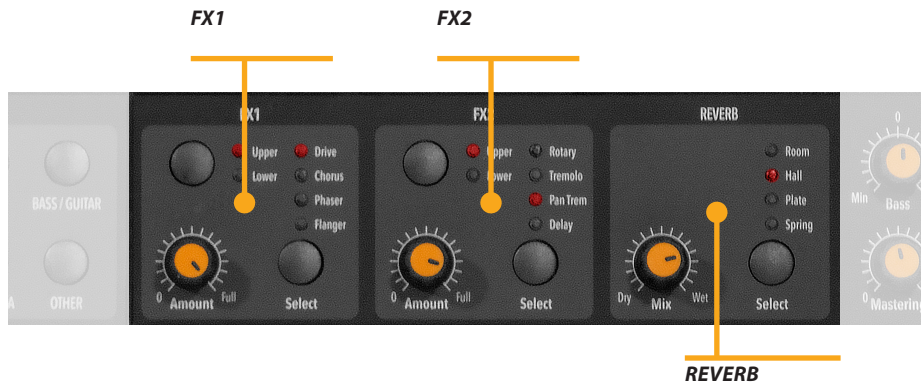 FX1
FX2
FX1
FX2
REVERB
Upper
Drive
Lower
Chorus
Phaser
Flanger
0
Amount
Full
Select
Upper
Rotary
Lower
Tremolo
Pan Trem
Delay
0
Amount
Full
Select
Room
Hall
Plate
Spring
Dry
Mix
Wet
Select
BASS / GUITAR
OTHER
A
0
Min
Bass
0
Mastering
REVERB